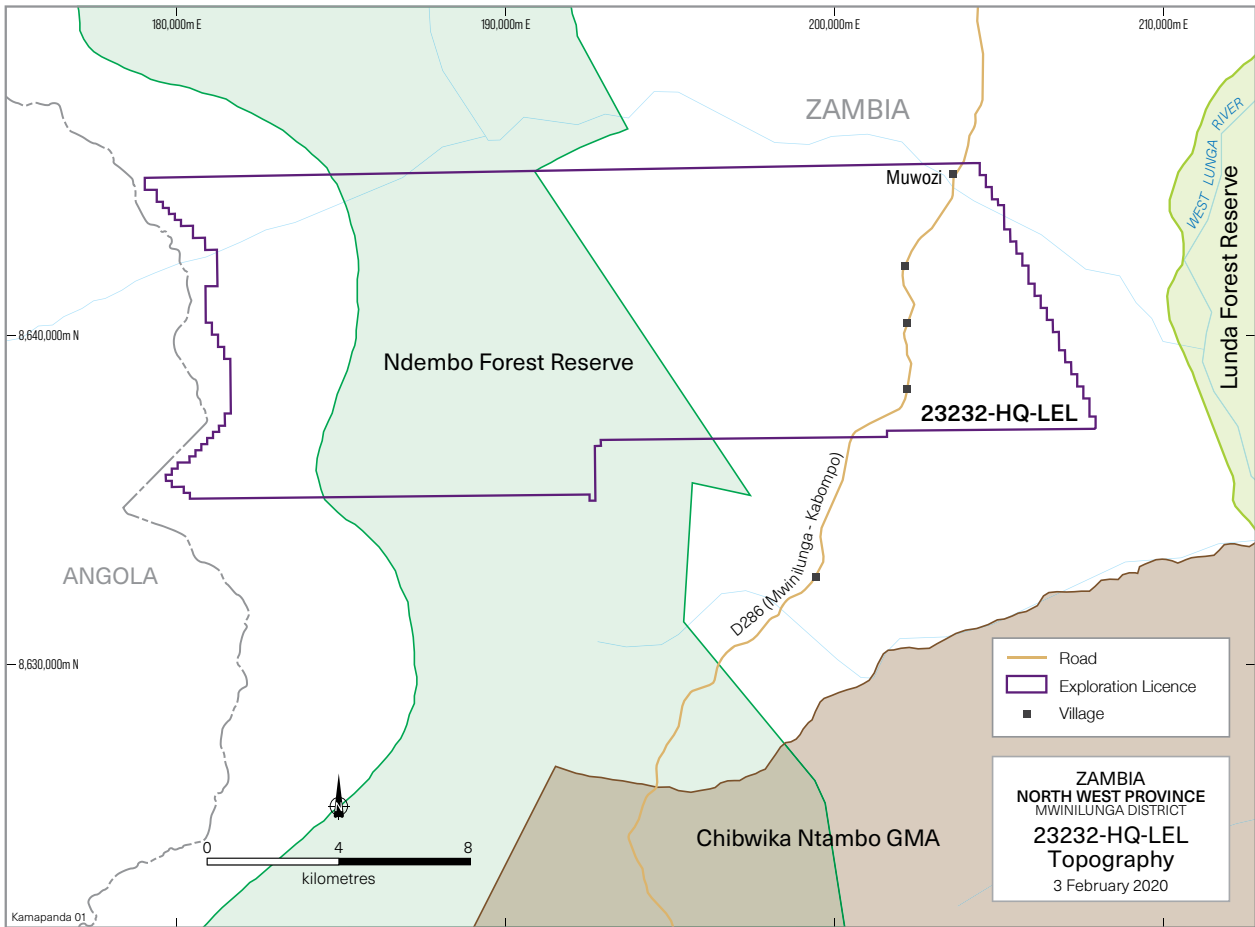 180,000m E
190,000m E
200,000m E
210,000m E
ZAMBIA
WEST LUNGA RIVER
Muwozi
Lunda Forest Reserve
8,640,000m N
Ndembo Forest Reserve
23232-HQ-LEL
D286 (Mwinilunga - Kabompo)
ANGOLA
8,630,000m N
Road
Exploration Licence
Village
N
0 4 8
kilometres
Chibwika Ntambo GMA
ZAMBIA
NORTH WEST PROVINCE
MWINILUNGA DISTRICT
23232-HQ-LEL
Topography
3 February 2020
Kamapanda 01